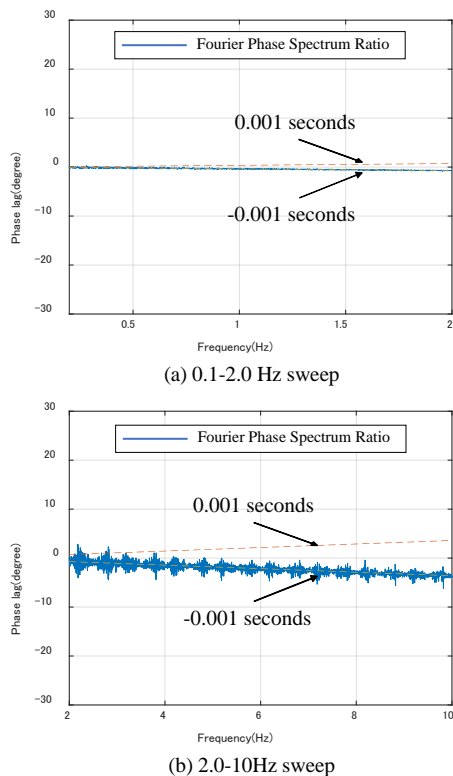 30
Fourier Phase Spectrum Ratio
20
10
0.001 seconds
0
-10
-0.001 seconds
-20
-30
Phase lag(degree)
0.5 1 1.5 2
Frequency(Hz)
(a) 0.1-2.0 Hz sweep
30
Fourier Phase Spectrum Ratio
20
10
0.001 seconds
0
-10
-0.001 seconds
-20
-30
Phase lag(degree)
2 4 6 8 10
Frequency(Hz)
(b) 2.0-10Hz sweep